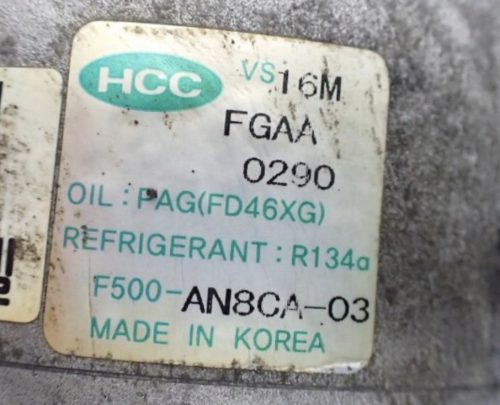 HCC VS16M
FGAA
0290
OIL : PAG(FD46XG)
REFRIGERANT : R134a
F500-AN8CA-03
MADE IN KOREA